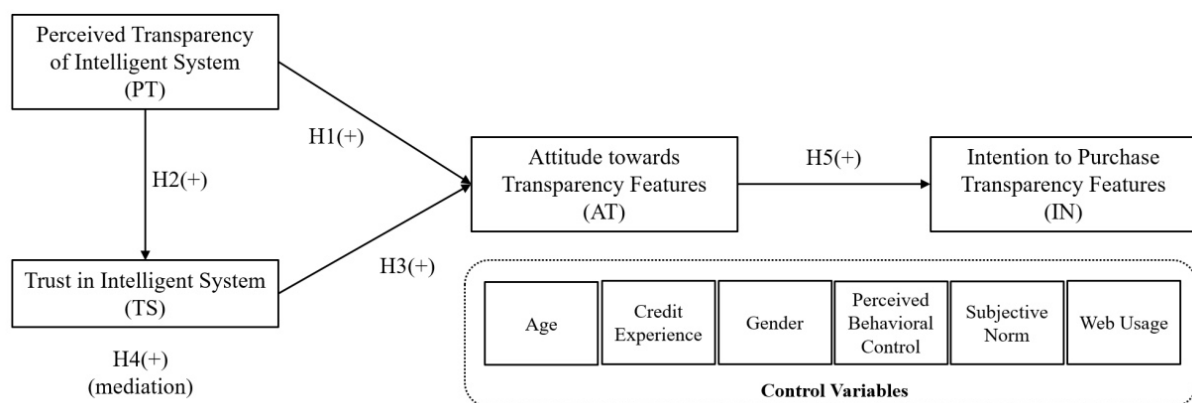 Perceived Transparency
of Intelligent System
(PT)
H1(+)
H2(+)
Attitude towards
Transparency Features
(AT)
H5(+)
Intention to Purchase
Transparency Features
(IN)
Trust in Intelligent System
(TS)
H3(+)
H4(+)
(mediation)
Age
Credit
Experience
Gender
Perceived
Behavioral
Control
Subjective
Norm
Web Usage
Control Variables